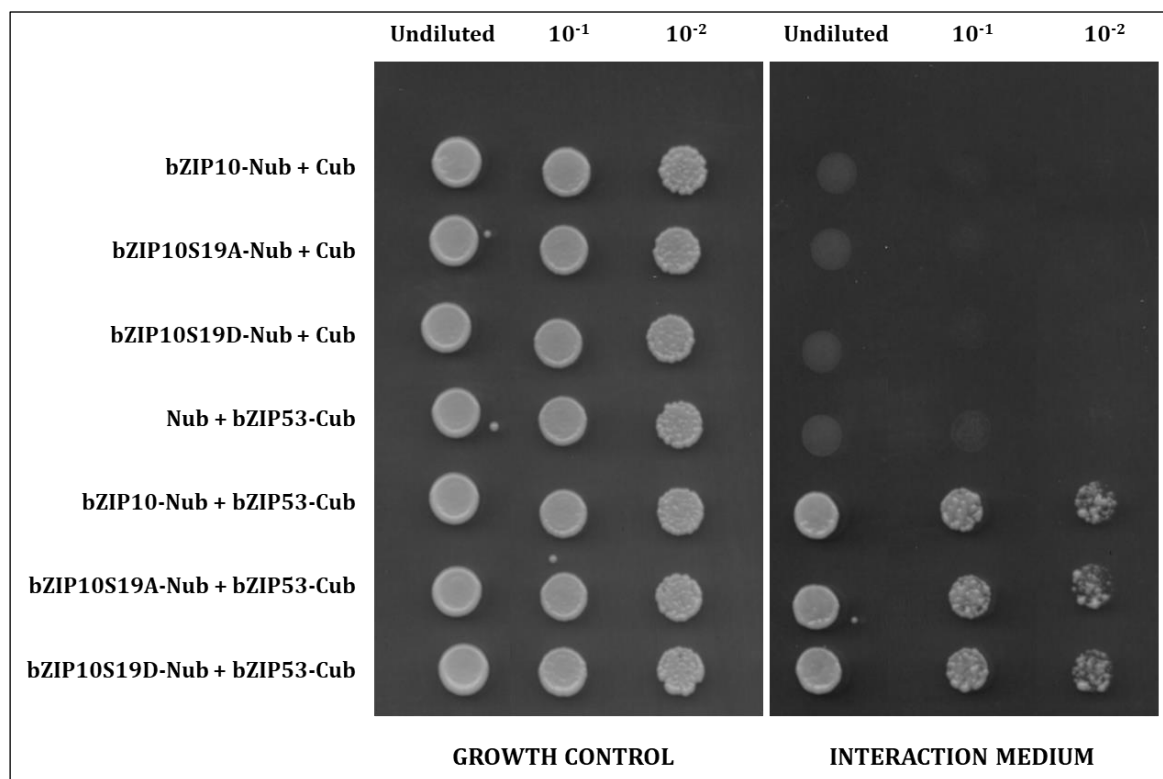 Undiluted 10⁻¹ 10⁻² Undiluted 10⁻¹ 10⁻²
bZIP10-Nub + Cub
bZIP10S19A-Nub + Cub
bZIP10S19D-Nub + Cub
Nub + bZIP53-Cub
bZIP10-Nub + bZIP53-Cub
bZIP10S19A-Nub + bZIP53-Cub
bZIP10S19D-Nub + bZIP53-Cub
GROWTH CONTROL INTERACTION MEDIUM